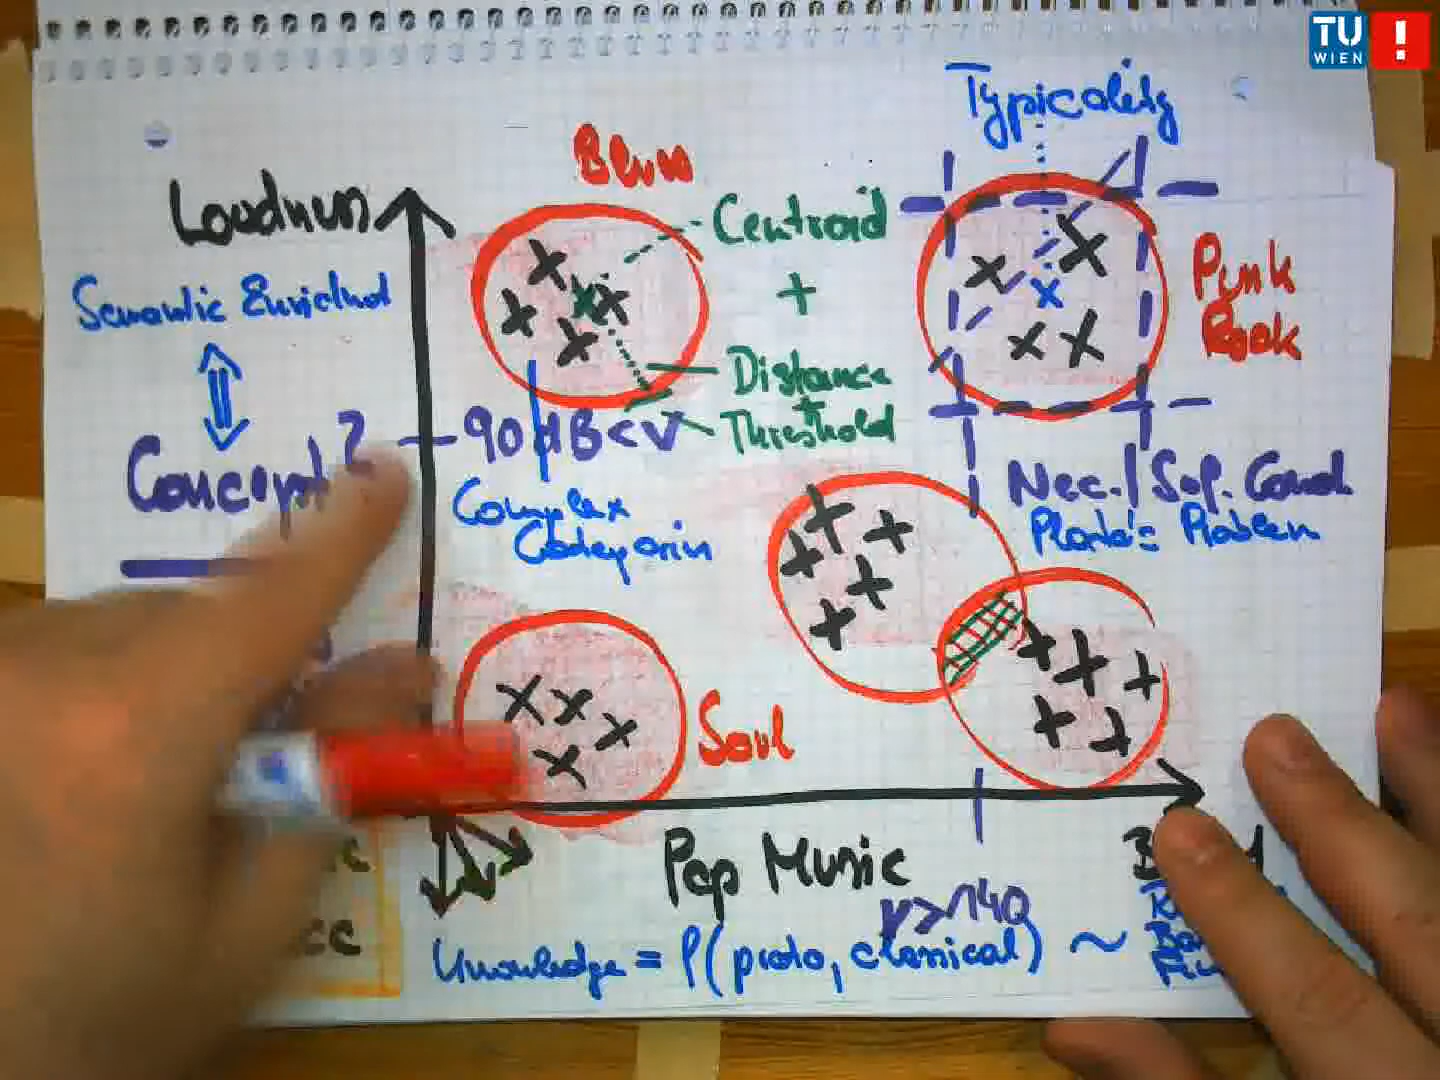 TU
WIEN
!
Typicality
Blues
Loudness
Centroid
+
Punk
Rock
Semantic Enrichnd
Distance
+
Threshold
Concept?
90 dB < V
Nec./Suf. Cond.
Plato's Problem
Complex
Categories
Soul
Pop Music
V > 140
Knowledge = P(proto, classical) ~